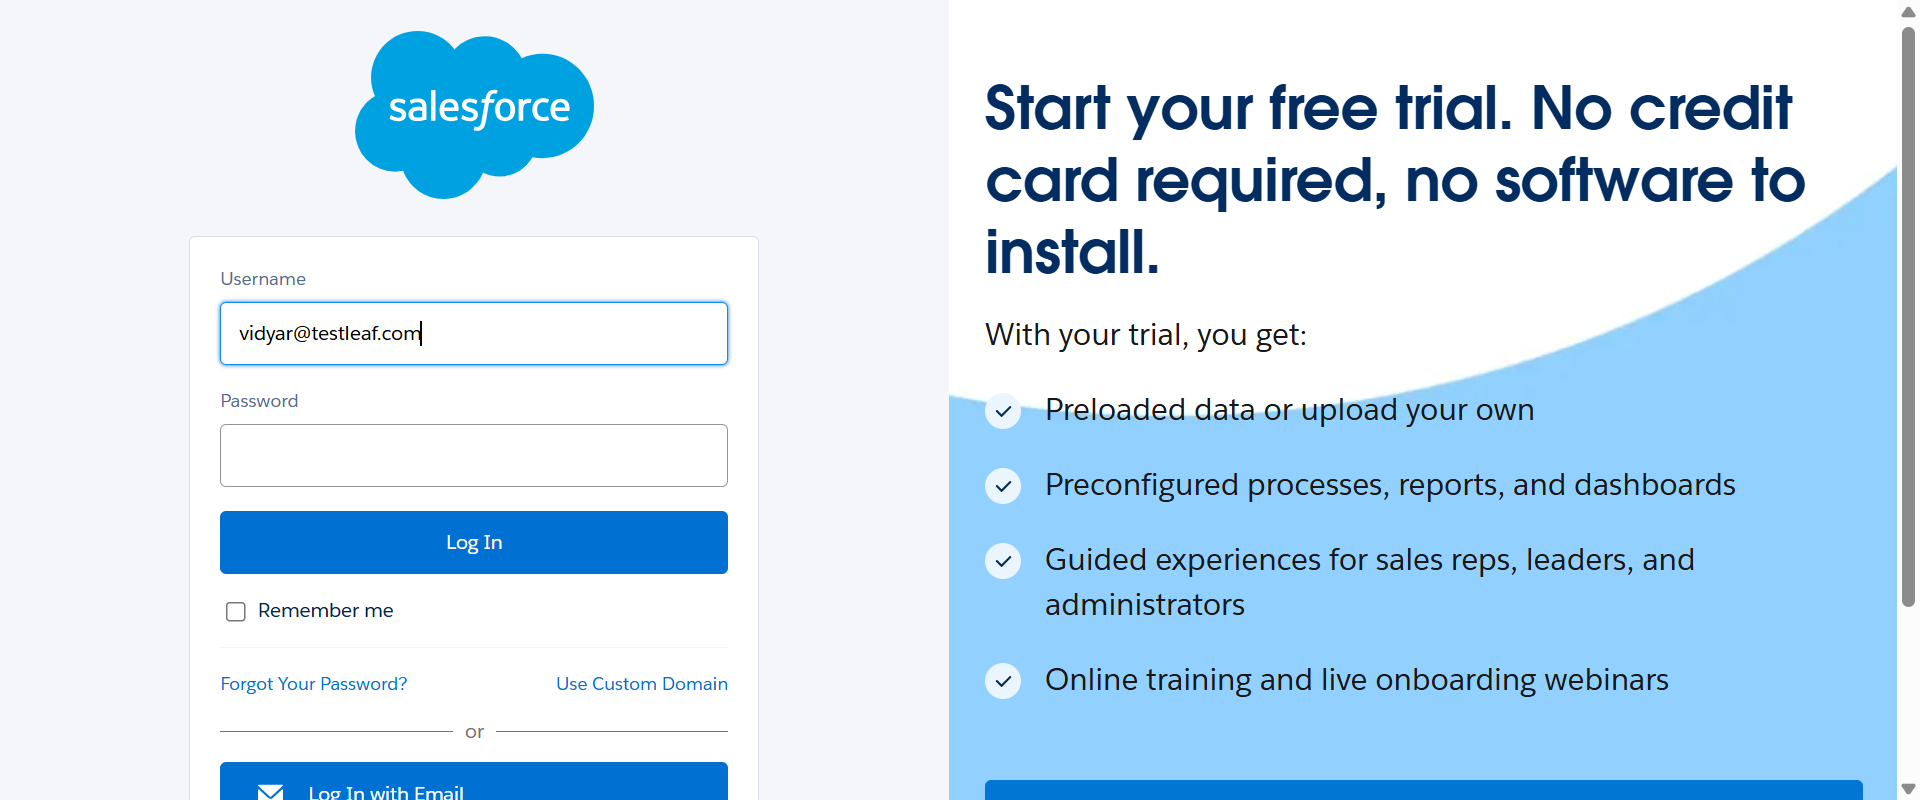 salesforce
Username
vidyar@testleaf.com
Password
Log In
Remember me
Forgot Your Password?
Use Custom Domain
or
Log In with Email
Start your free trial. No credit
card required, no software to
install.
With your trial, you get:
Preloaded data or upload your own
Preconfigured processes, reports, and dashboards
Guided experiences for sales reps, leaders, and
administrators
Online training and live onboarding webinars